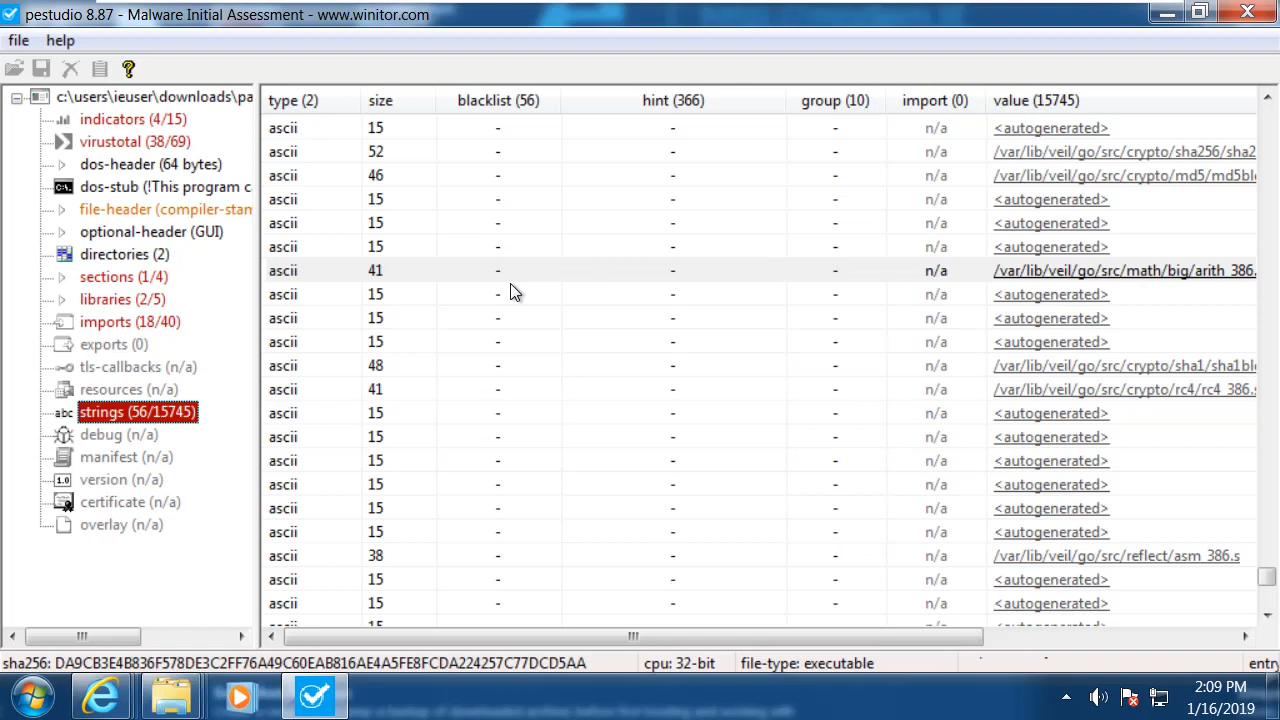 pestudio 8.87 - Malware Initial Assessment - www.winitor.com
file help
c:\users\ieuser\downloads\pa
indicators (4/15)
virustotal (38/69)
dos-header (64 bytes)
dos-stub (!This program c
file-header (compiler-stam
optional-header (GUI)
directories (2)
sections (1/4)
libraries (2/5)
imports (18/40)
exports (0)
tls-callbacks (n/a)
resources (n/a)
abc strings (56/15745)
debug (n/a)
manifest (n/a)
1.0 version (n/a)
certificate (n/a)
overlay (n/a)
type (2) size blacklist (56) hint (366) group (10) import (0) value (15745)
ascii 15 - - - n/a <autogenerated>
ascii 52 - - - n/a /var/lib/veil/go/src/crypto/sha256/sha2
ascii 46 - - - n/a /var/lib/veil/go/src/crypto/md5/md5blo
ascii 15 - - - n/a <autogenerated>
ascii 15 - - - n/a <autogenerated>
ascii 15 - - - n/a <autogenerated>
ascii 41 - - - n/a /var/lib/veil/go/src/math/big/arith_386.
ascii 15 - - - n/a <autogenerated>
ascii 15 - - - n/a <autogenerated>
ascii 15 - - - n/a <autogenerated>
ascii 48 - - - n/a /var/lib/veil/go/src/crypto/sha1/sha1blo
ascii 41 - - - n/a /var/lib/veil/go/src/crypto/rc4/rc4_386.s
ascii 15 - - - n/a <autogenerated>
ascii 15 - - - n/a <autogenerated>
ascii 15 - - - n/a <autogenerated>
ascii 15 - - - n/a <autogenerated>
ascii 15 - - - n/a <autogenerated>
ascii 15 - - - n/a <autogenerated>
ascii 38 - - - n/a /var/lib/veil/go/src/reflect/asm_386.s
ascii 15 - - - n/a <autogenerated>
ascii 15 - - - n/a <autogenerated>
sha256: DA9CB3E4B836F578DE3C2FF76A49C60EAB816AE4A5FE8FCDA224257C77DCD5AA cpu: 32-bit file-type: executable entry
2:09 PM
1/16/2019